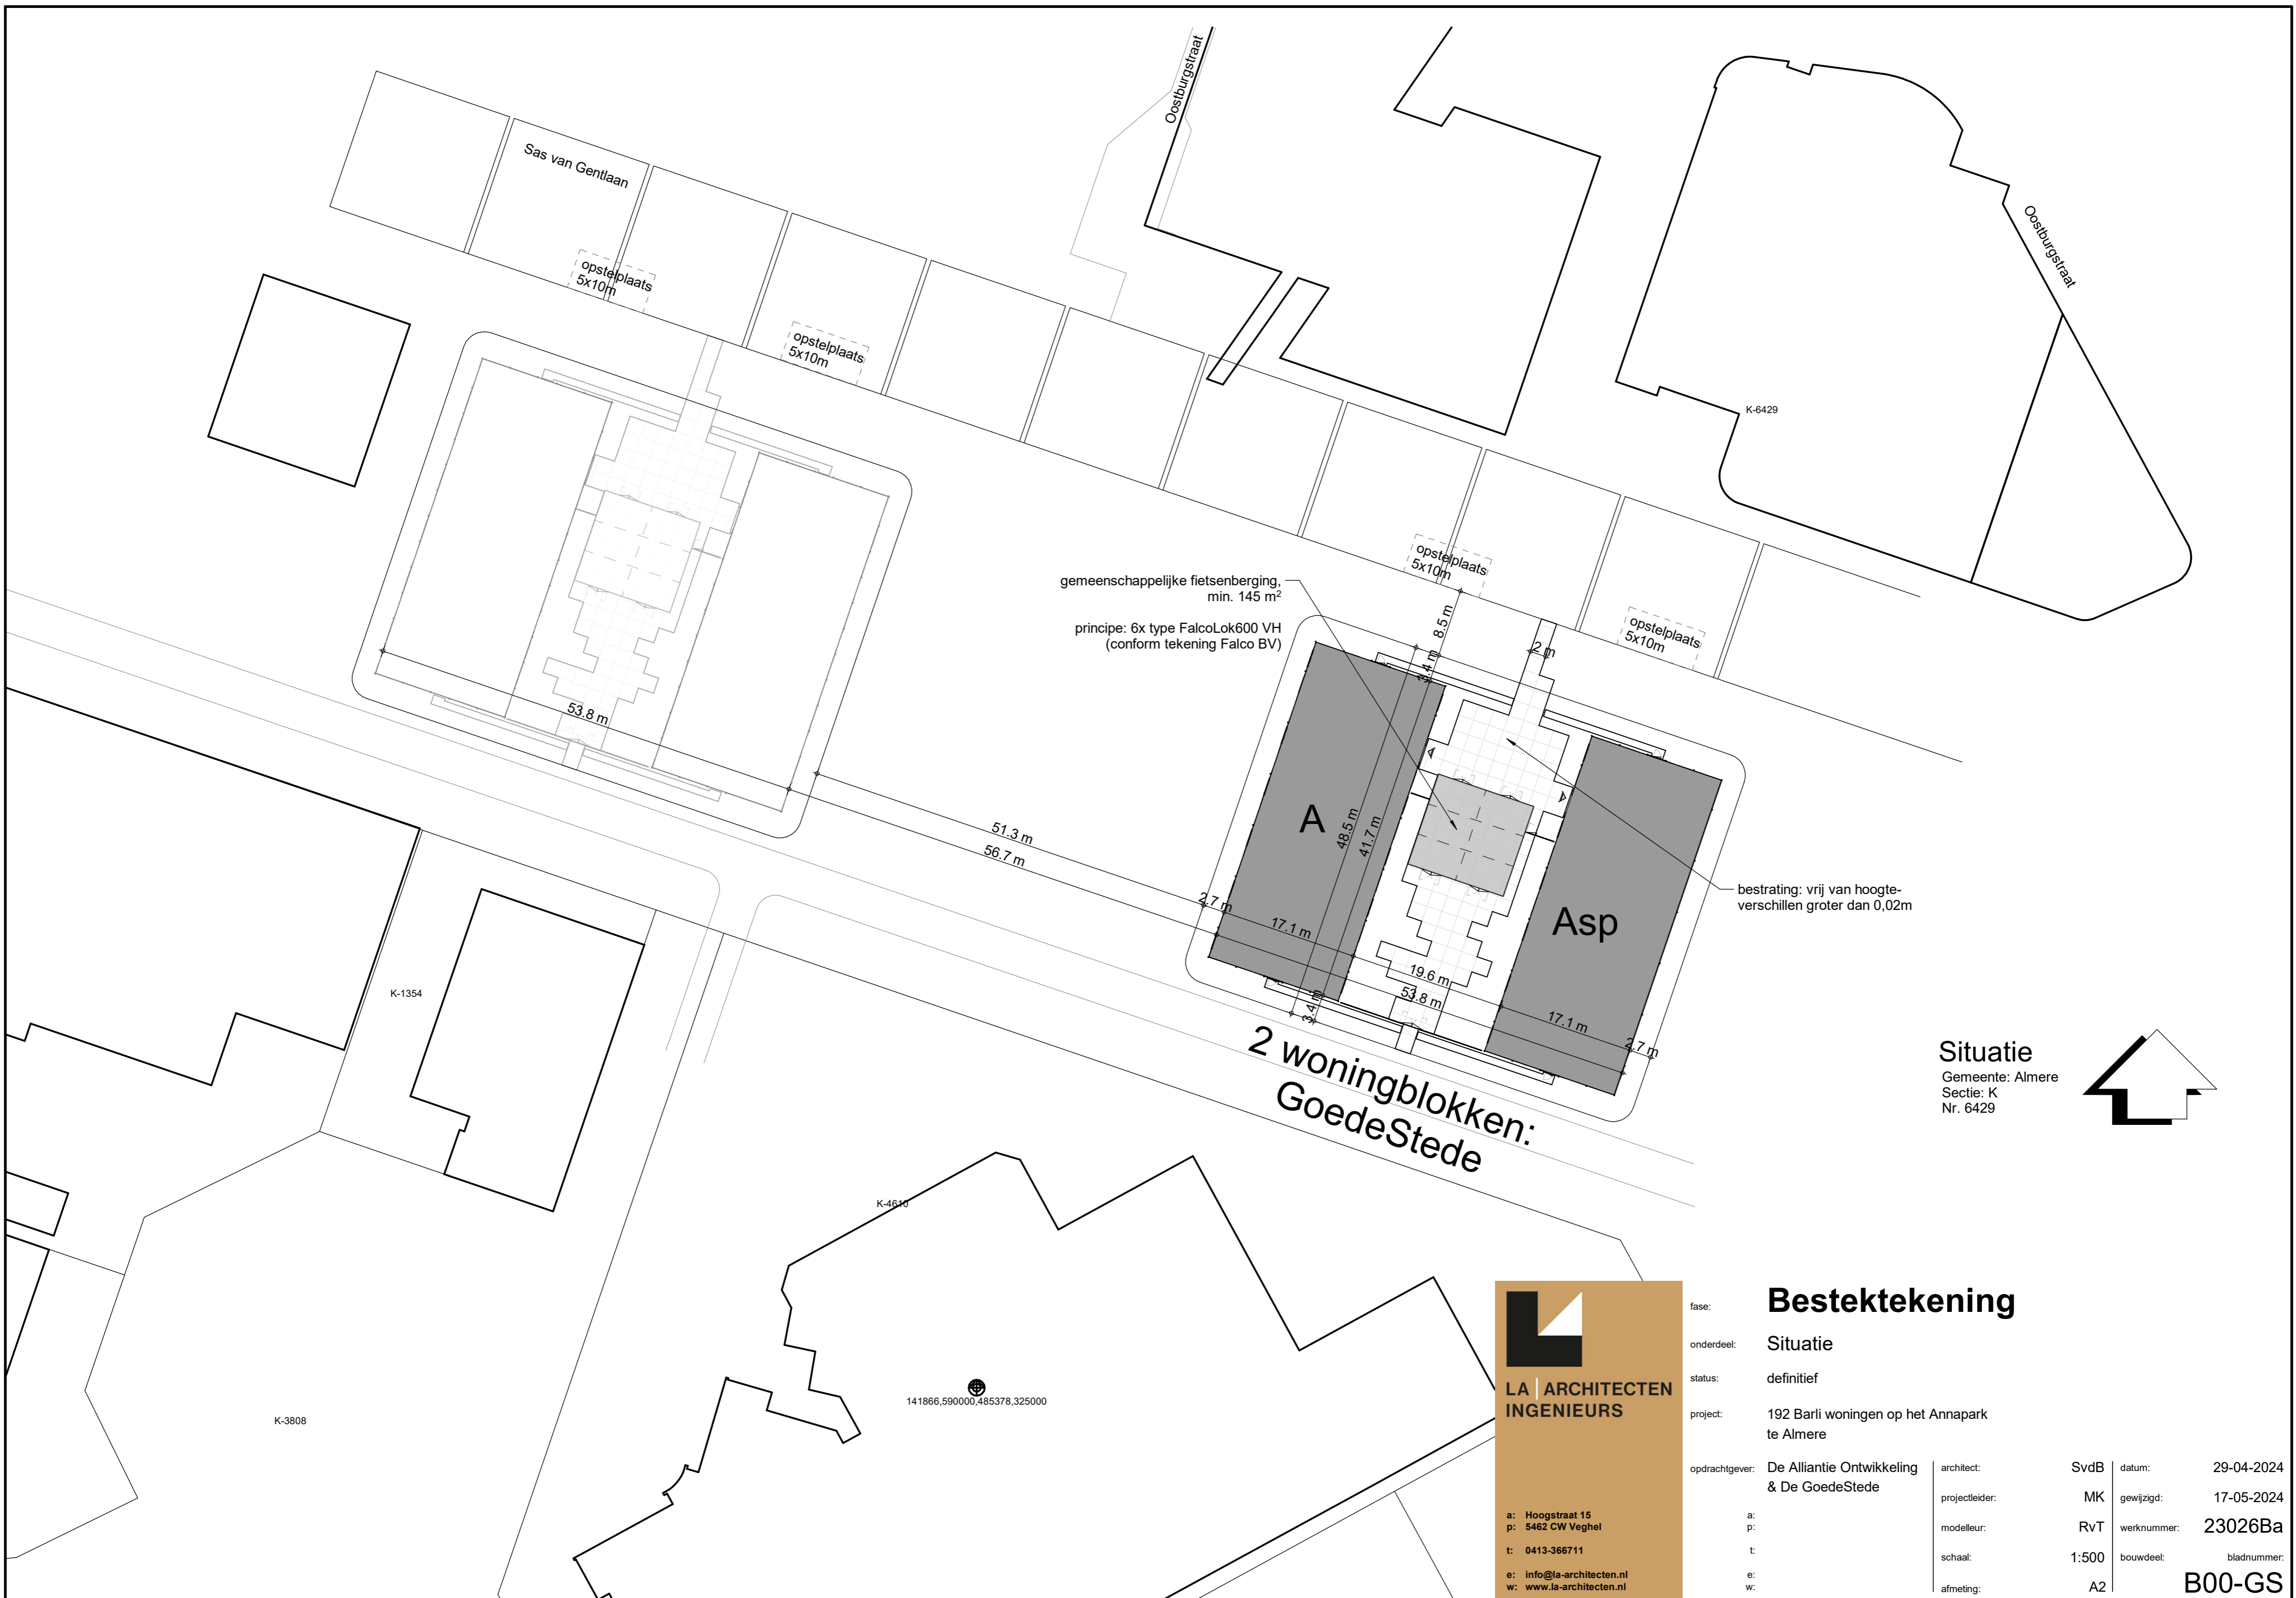 Oostburgstraat
Sas van Gentlaan
Oostburgstraat
opstelplaats
5x10m
opstelplaats
5x10m
K-6429
opstelplaats
5x10m
opstelplaats
5x10m
gemeenschappelijke fietsenberging,
min. 145 m²
principe: 6x type FalcoLok600 VH
(conform tekening Falco BV)
8.5 m
2 m
3.4 m
53.8 m
51.3 m
56.7 m
A
48.5 m
41.7 m
bestrating: vrij van hoogte-
verschillen groter dan 0,02m
Asp
2.7 m
17.1 m
19.6 m
53.8 m
17.1 m
2.7 m
3.4 m
2 woningblokken:
GoedeStede
K-1354
Situatie
Gemeente: Almere
Sectie: K
Nr. 6429
K-4610
141866,590000,485378,325000
K-3808
LA | ARCHITECTEN
INGENIEURS
a: Hoogstraat 15
p: 5462 CW Veghel
t: 0413-366711
e: info@la-architecten.nl
w: www.la-architecten.nl
fase: Bestektekening
onderdeel: Situatie
status: definitief
project: 192 Barli woningen op het Annapark
te Almere
opdrachtgever: De Alliantie Ontwikkeling
& De GoedeStede
a:
p:
t:
e:
w:
architect: SvdB
projectleider: MK
modelleur: RvT
schaal: 1:500
afmeting: A2
datum: 29-04-2024
gewijzigd: 17-05-2024
werknummer: 23026Ba
bouwdeel: bladnummer:
B00-GS